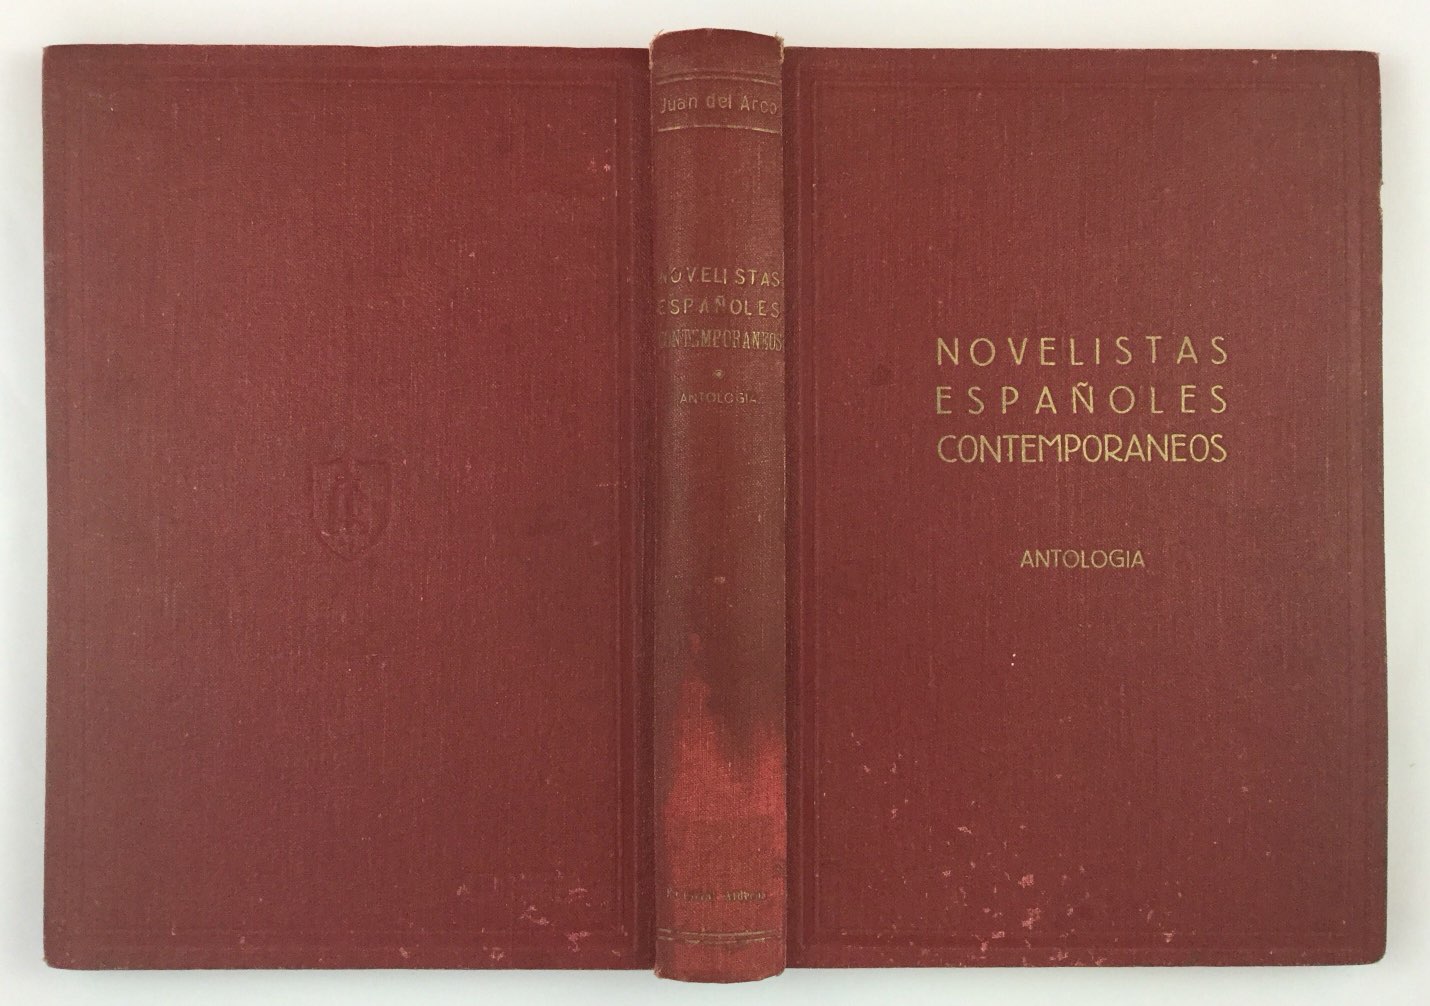 Juan del Arco
NOVELISTAS
ESPAÑOLES
CONTEMPORANEOS
ANTOLOGIA
NOVELISTAS
ESPAÑOLES
CONTEMPORANEOS
ANTOLOGIA